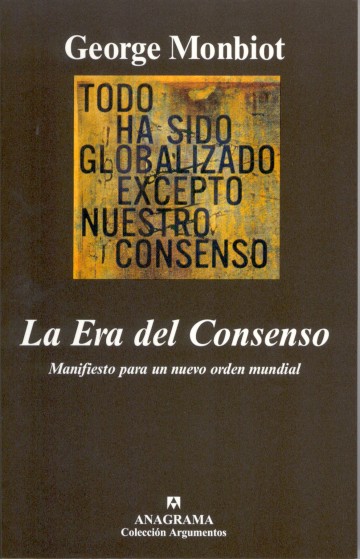 George Monbiot
TODO
HA SIDO
GLOBALIZADO
EXCEPTO
NUESTRO
CONSENSO
La Era del Consenso
Manifiesto para un nuevo orden mundial
ANAGRAMA
Colección Argumentos